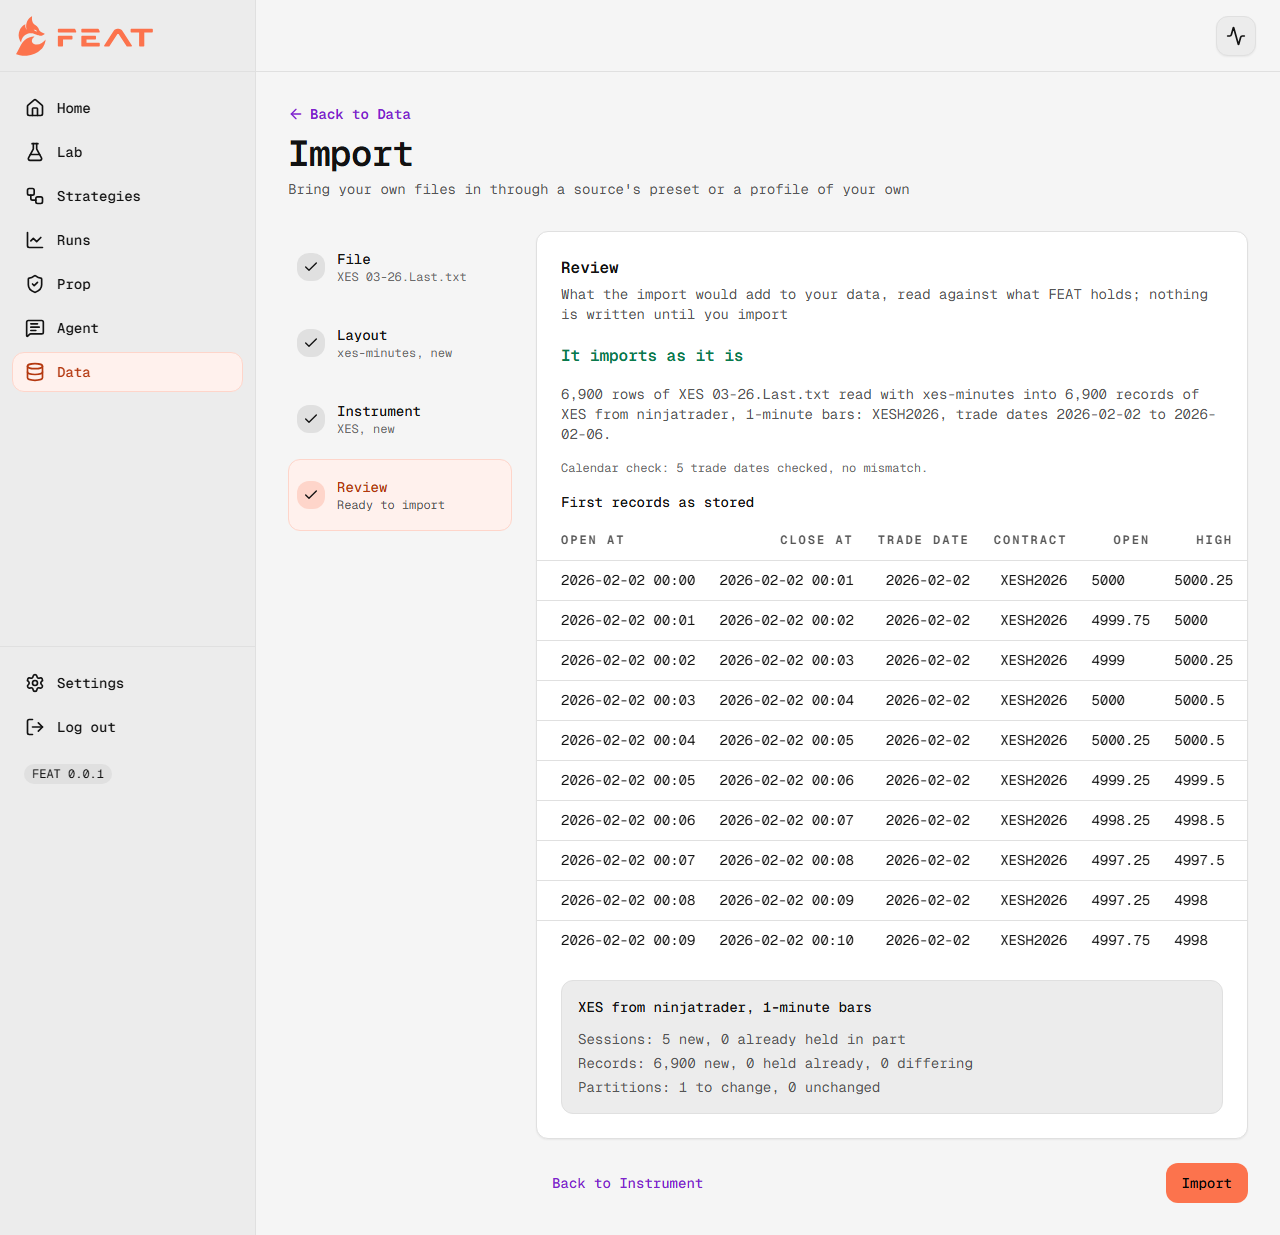 FEAT
Home
Lab
Strategies
Runs
Prop
Agent
Data
Settings
Log out
FEAT 0.0.1
Back to Data
Import
Bring your own files in through a source's preset or a profile of your own
File
XES 03-26.Last.txt
Layout
xes-minutes, new
Instrument
XES, new
Review
Ready to import
Review
What the import would add to your data, read against what FEAT holds; nothing
is written until you import
It imports as it is
6,900 rows of XES 03-26.Last.txt read with xes-minutes into 6,900 records of
XES from ninjatrader, 1-minute bars: XESH2026, trade dates 2026-02-02 to 2026-
02-06.
Calendar check: 5 trade dates checked, no mismatch.
First records as stored
OPEN AT CLOSE AT TRADE DATE CONTRACT OPEN HIGH
2026-02-02 00:00 2026-02-02 00:01 2026-02-02 XESH2026 5000 5000.25
2026-02-02 00:01 2026-02-02 00:02 2026-02-02 XESH2026 4999.75 5000
2026-02-02 00:02 2026-02-02 00:03 2026-02-02 XESH2026 4999 5000.25
2026-02-02 00:03 2026-02-02 00:04 2026-02-02 XESH2026 5000 5000.5
2026-02-02 00:04 2026-02-02 00:05 2026-02-02 XESH2026 5000.25 5000.5
2026-02-02 00:05 2026-02-02 00:06 2026-02-02 XESH2026 4999.25 4999.5
2026-02-02 00:06 2026-02-02 00:07 2026-02-02 XESH2026 4998.25 4998.5
2026-02-02 00:07 2026-02-02 00:08 2026-02-02 XESH2026 4997.25 4997.5
2026-02-02 00:08 2026-02-02 00:09 2026-02-02 XESH2026 4997.25 4998
2026-02-02 00:09 2026-02-02 00:10 2026-02-02 XESH2026 4997.75 4998
XES from ninjatrader, 1-minute bars
Sessions: 5 new, 0 already held in part
Records: 6,900 new, 0 held already, 0 differing
Partitions: 1 to change, 0 unchanged
Back to Instrument
Import